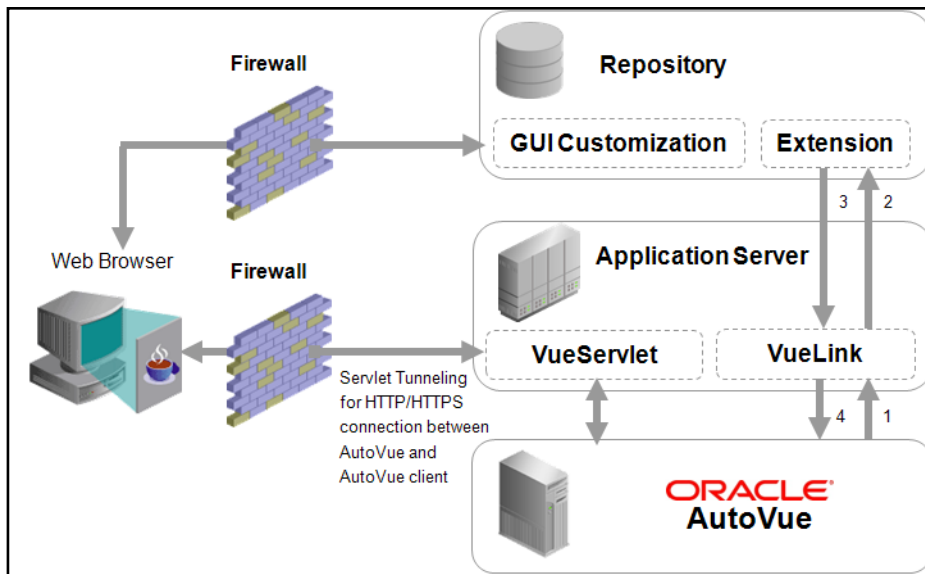 Firewall
Repository
GUI Customization
Extension
3
2
Web Browser
Firewall
Application Server
VueServlet
VueLink
Servlet Tunneling
for HTTP/HTTPS
connection between
AutoVue and
AutoVue client
4
1
ORACLE®
AutoVue